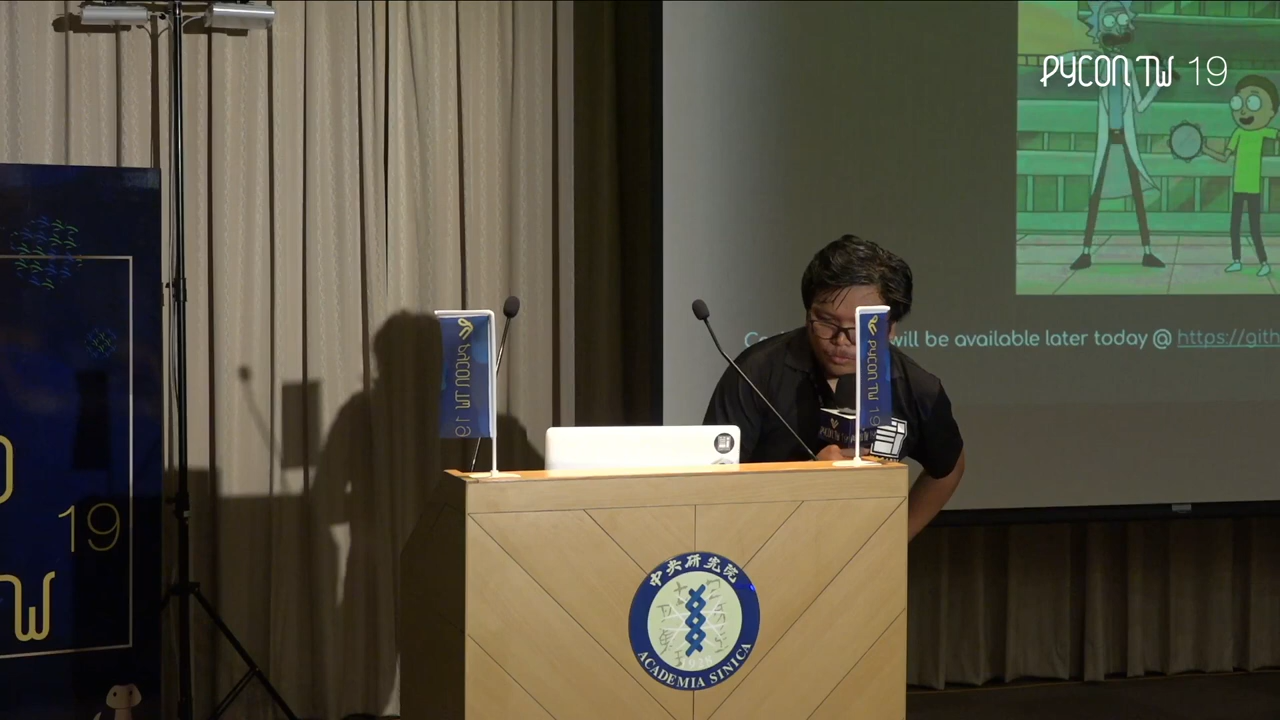 PYCON TW 19
will be available later today @ https://gith
PYCON TW 19
PYCON TW 19
19
W
中央研究院
ACADEMIA SINICA